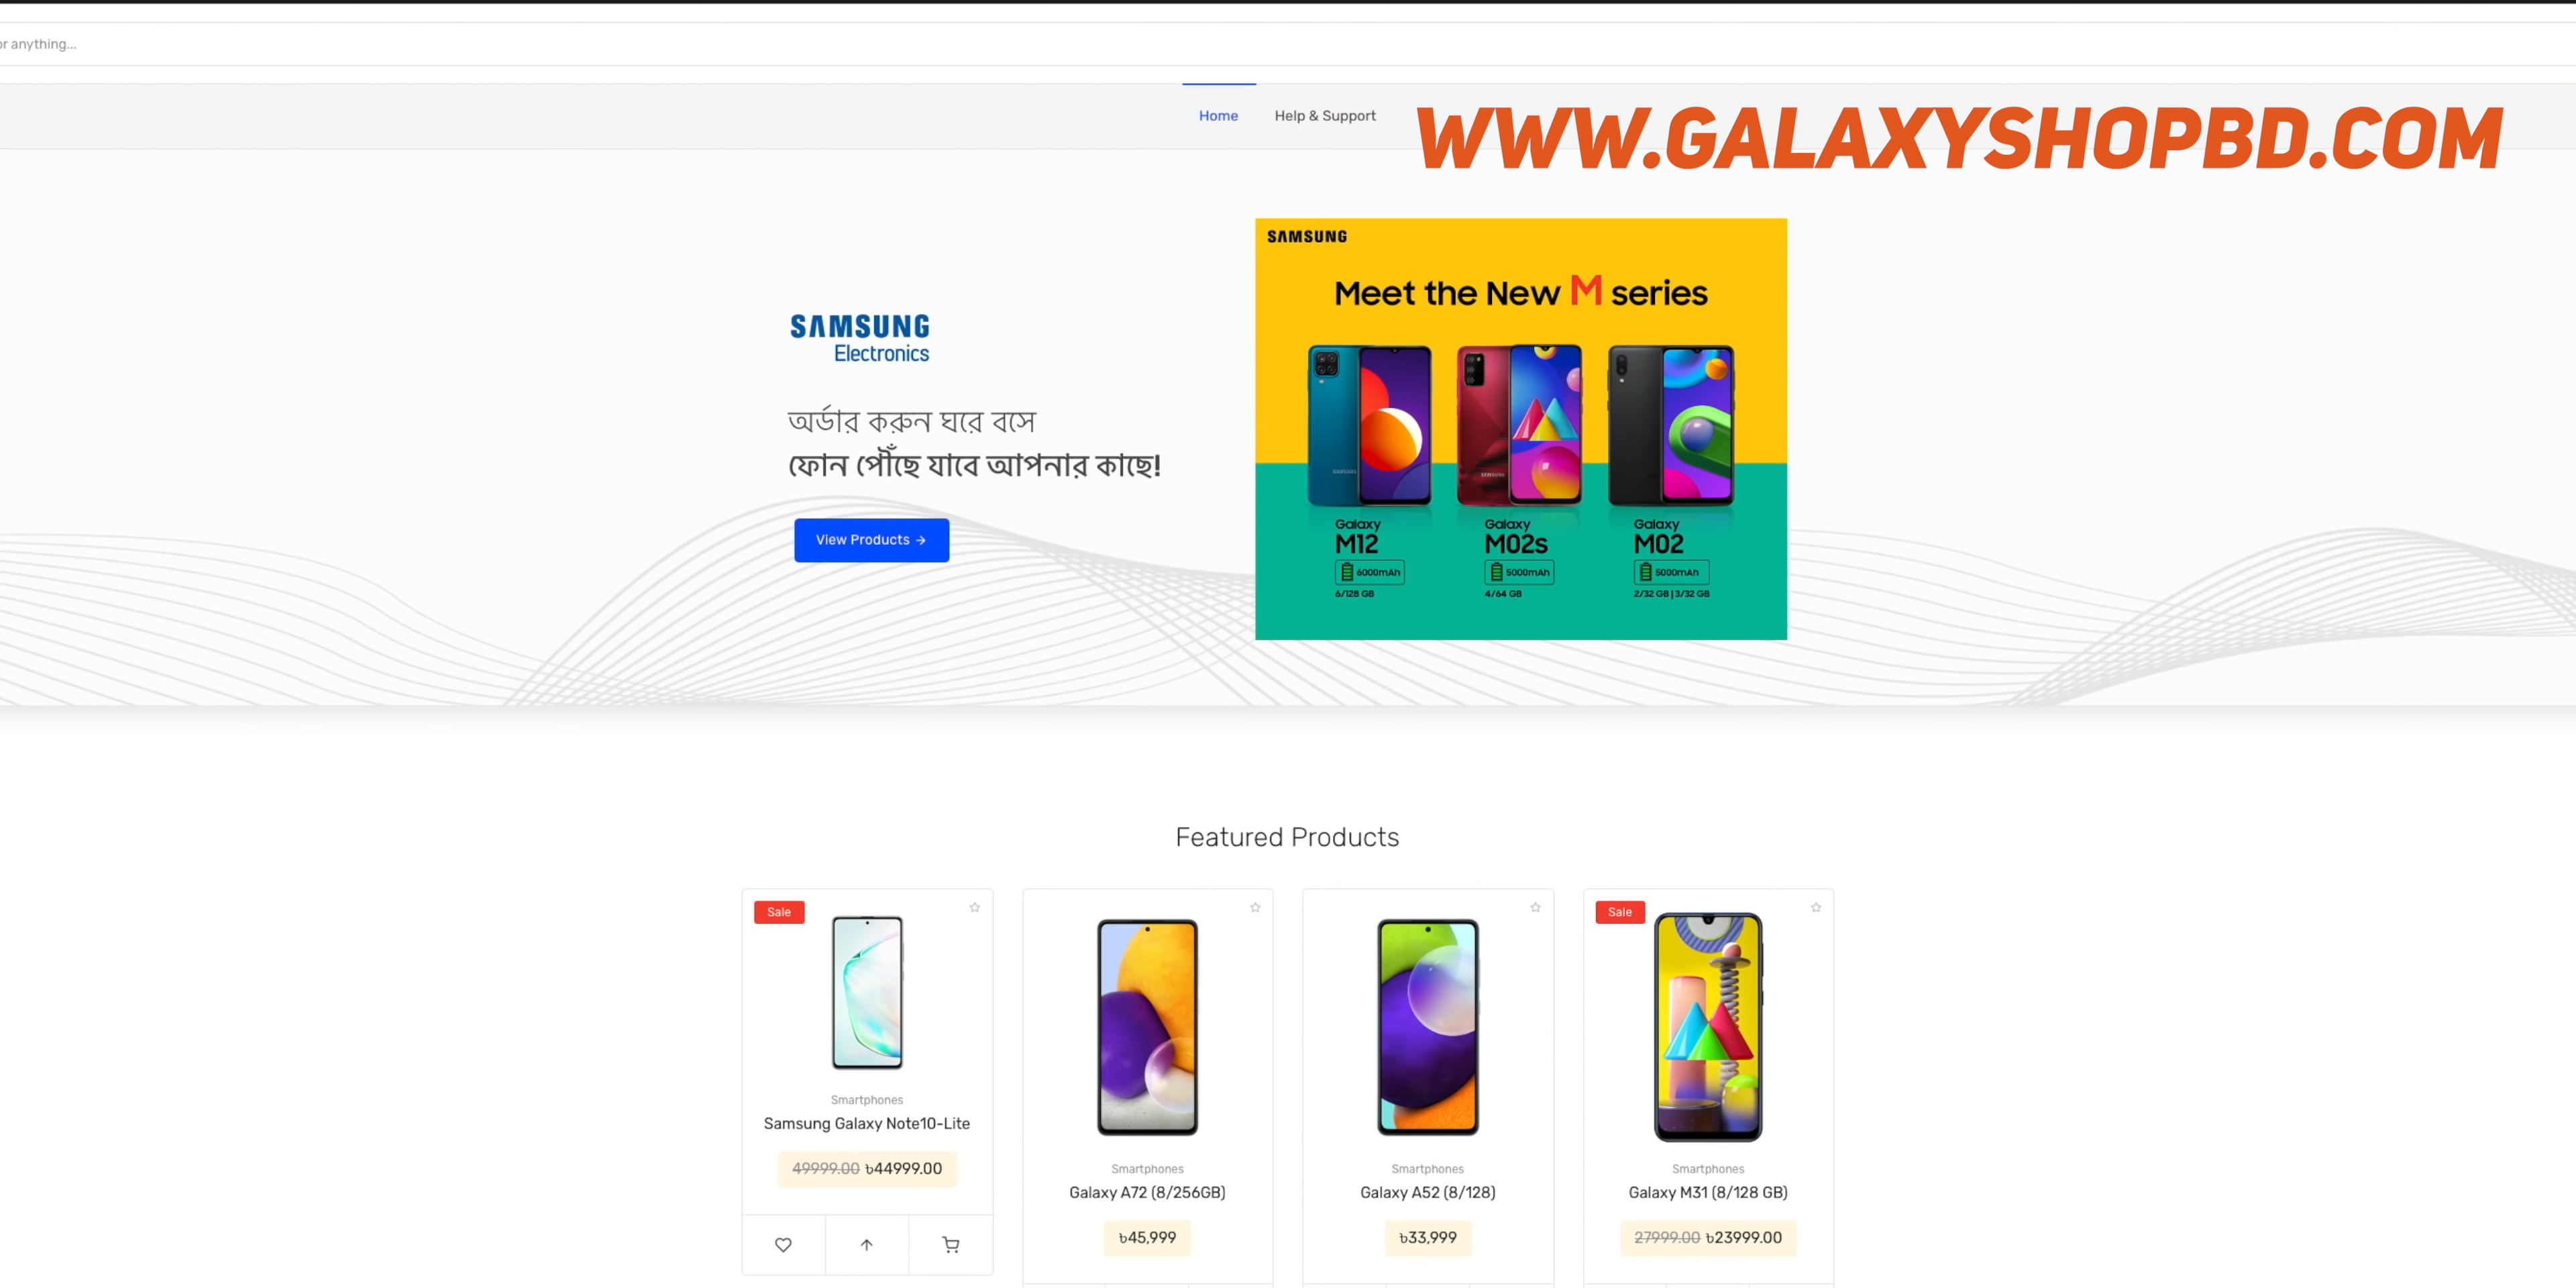 or anything...
Home
Help & Support
WWW.GALAXYSHOPBD.COM
SAMSUNG
Electronics
অর্ডার করুন ঘরে বসে
ফোন পৌঁছে যাবে আপনার কাছে!
View Products →
SAMSUNG
Meet the New M series
SAMSUNG
SAMSUNG
Galaxy
M12
6000mAh
6/128 GB
Galaxy
M02s
5000mAh
4/64 GB
Galaxy
M02
5000mAh
2/32 GB | 3/32 GB
Featured Products
Sale
Smartphones
Samsung Galaxy Note10-Lite
49999.00 ৳44999.00
Smartphones
Galaxy A72 (8/256GB)
৳45,999
Smartphones
Galaxy A52 (8/128)
৳33,999
Sale
Smartphones
Galaxy M31 (8/128 GB)
27999.00 ৳23999.00